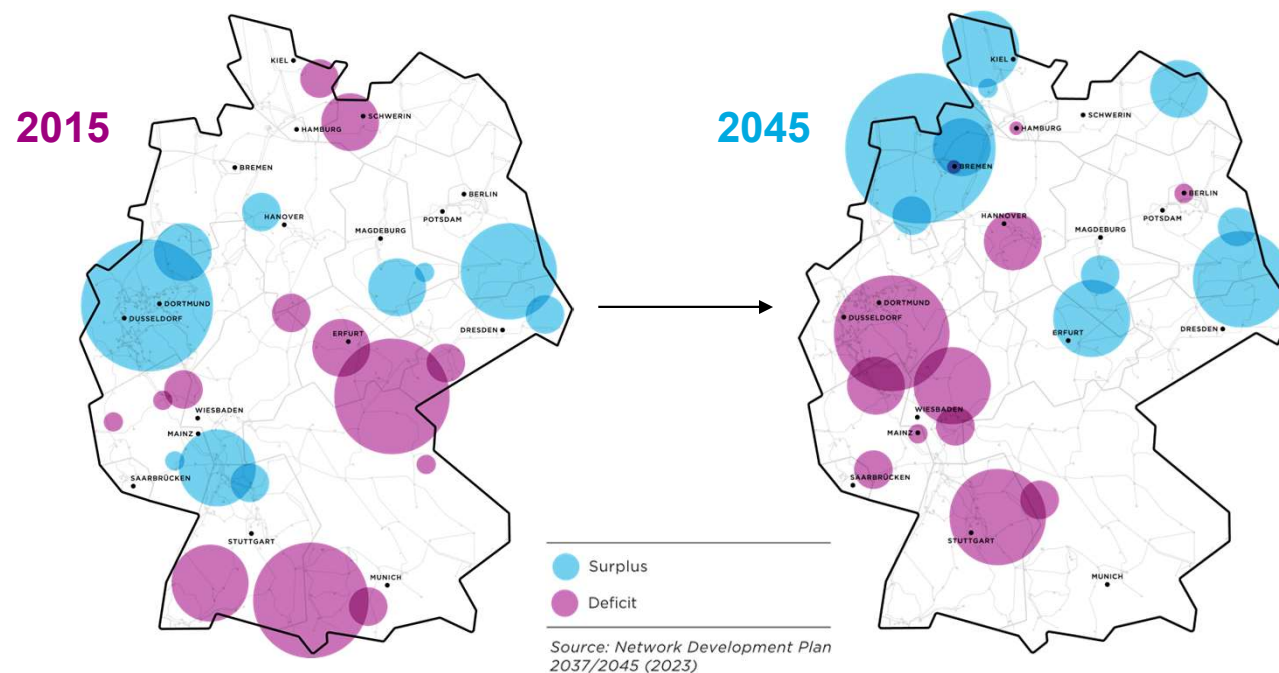 2015
KIEL
SCHWERIN
HAMBURG
BREMEN
BERLIN
HANOVER
POTSDAM
MAGDEBURG
DORTMUND
DUSSELDORF
DRESDEN
ERFURT
WIESBADEN
MAINZ
SAARBRÜCKEN
STUTTGART
MUNICH
2045
KIEL
SCHWERIN
HAMBURG
BREMEN
BERLIN
POTSDAM
HANNOVER
MAGDEBURG
DORTMUND
DUSSELDORF
DRESDEN
ERFURT
WIESBADEN
MAINZ
SAARBRÜCKEN
STUTTGART
MUNICH
Surplus
Deficit
Source: Network Development Plan
2037/2045 (2023)